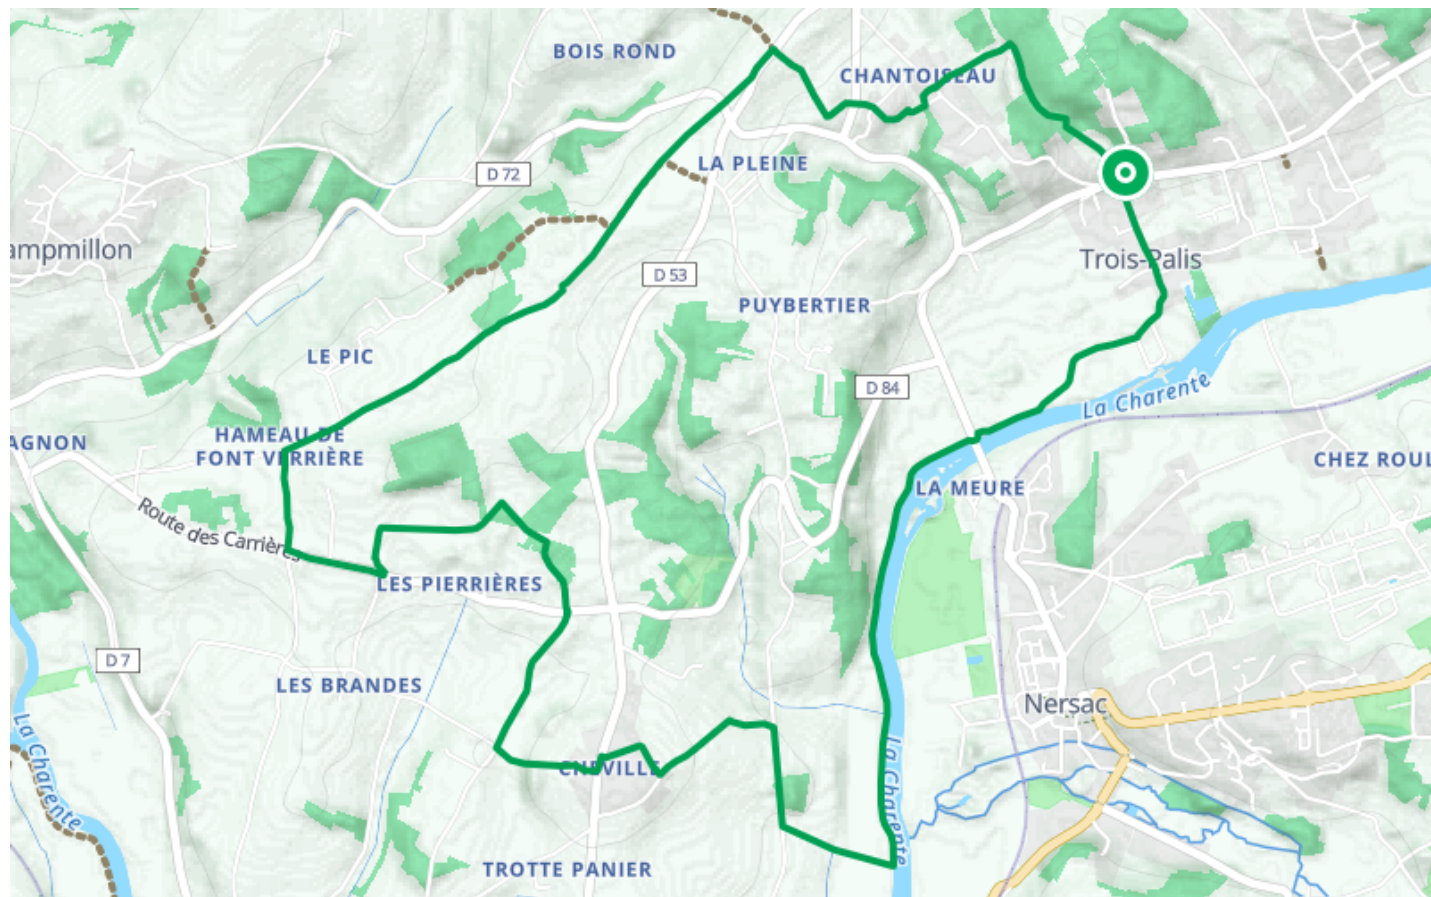 BOIS ROND
CHANTOISEAU
LA PLEINE
D 72
ampmillon
Trois-Palis
D 53
PUYBERTIER
LE PIC
D 84
La Charente
AGNON
HAMEAU DE
FONT VERRIÈRE
CHEZ ROUL
LA MEURE
Route des Carrières
LES PIERRIÈRES
D 7
LES BRANDES
Nersac
La Charente
CHEVILLE
La Charente
TROTTE PANIER